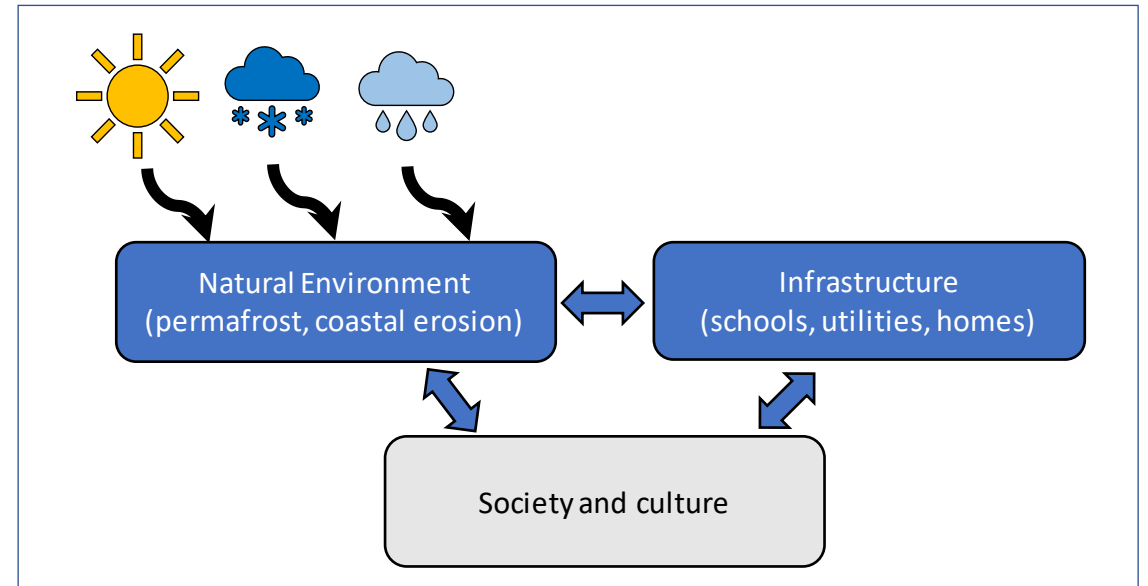 Natural Environment
(permafrost, coastal erosion)
Infrastructure
(schools, utilities, homes)
Society and culture